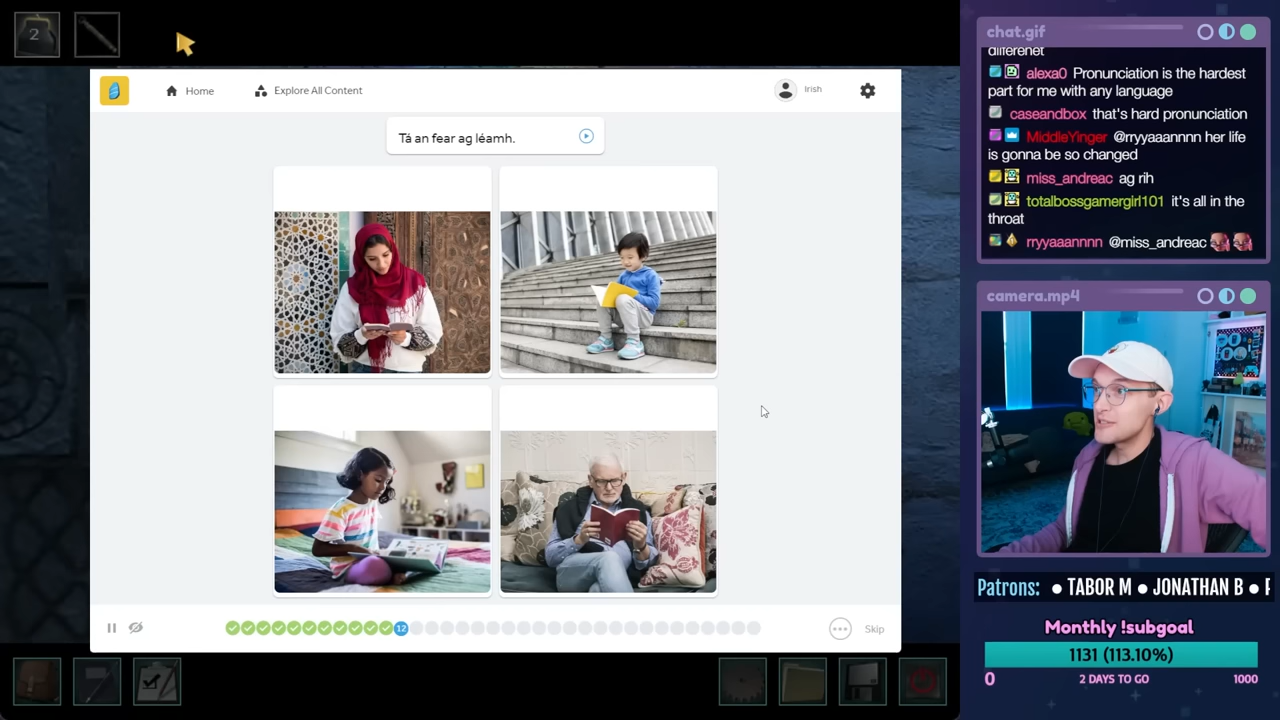 2
Home
Explore All Content
Irish
Tá an fear ag léamh.
12
Skip
chat.gif
alexa0 Pronunciation is the hardest
part for me with any language
caseandbox that's hard pronunciation
MiddleYinger @rryyaaannnn her life
is gonna be so changed
miss_andreac ag rih
totalbossgamergirl101 it's all in the
throat
rryyaaannnn @miss_andreac
camera.mp4
Patrons: ● TABOR M ● JONATHAN B ●
Monthly !subgoal
1131 (113.10%)
0
2 DAYS TO GO
1000